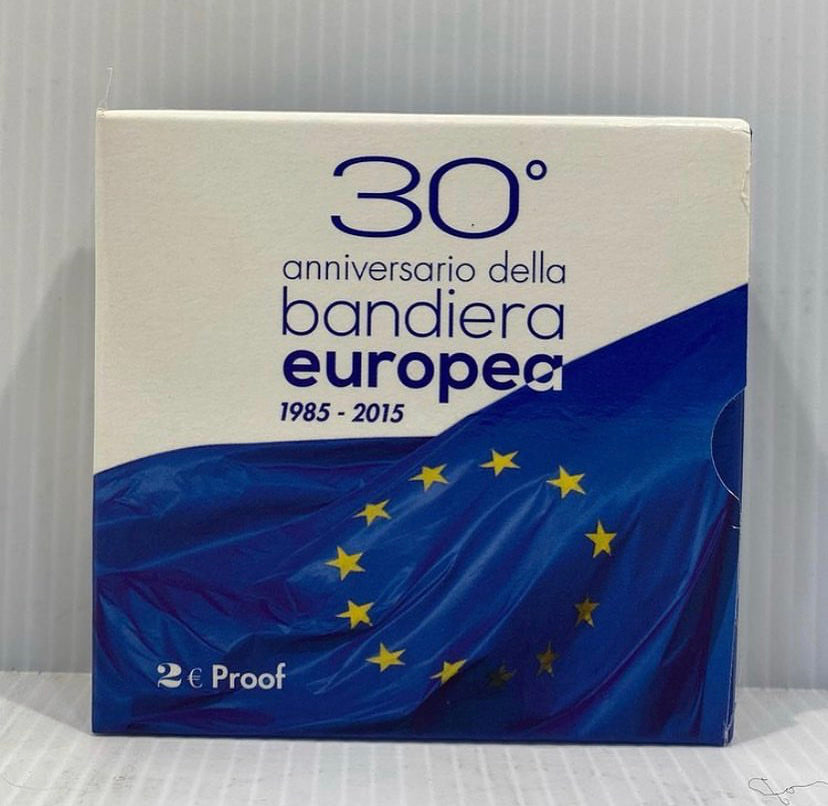 30°
anniversario della
bandiera
europea
1985 - 2015
2 € Proof